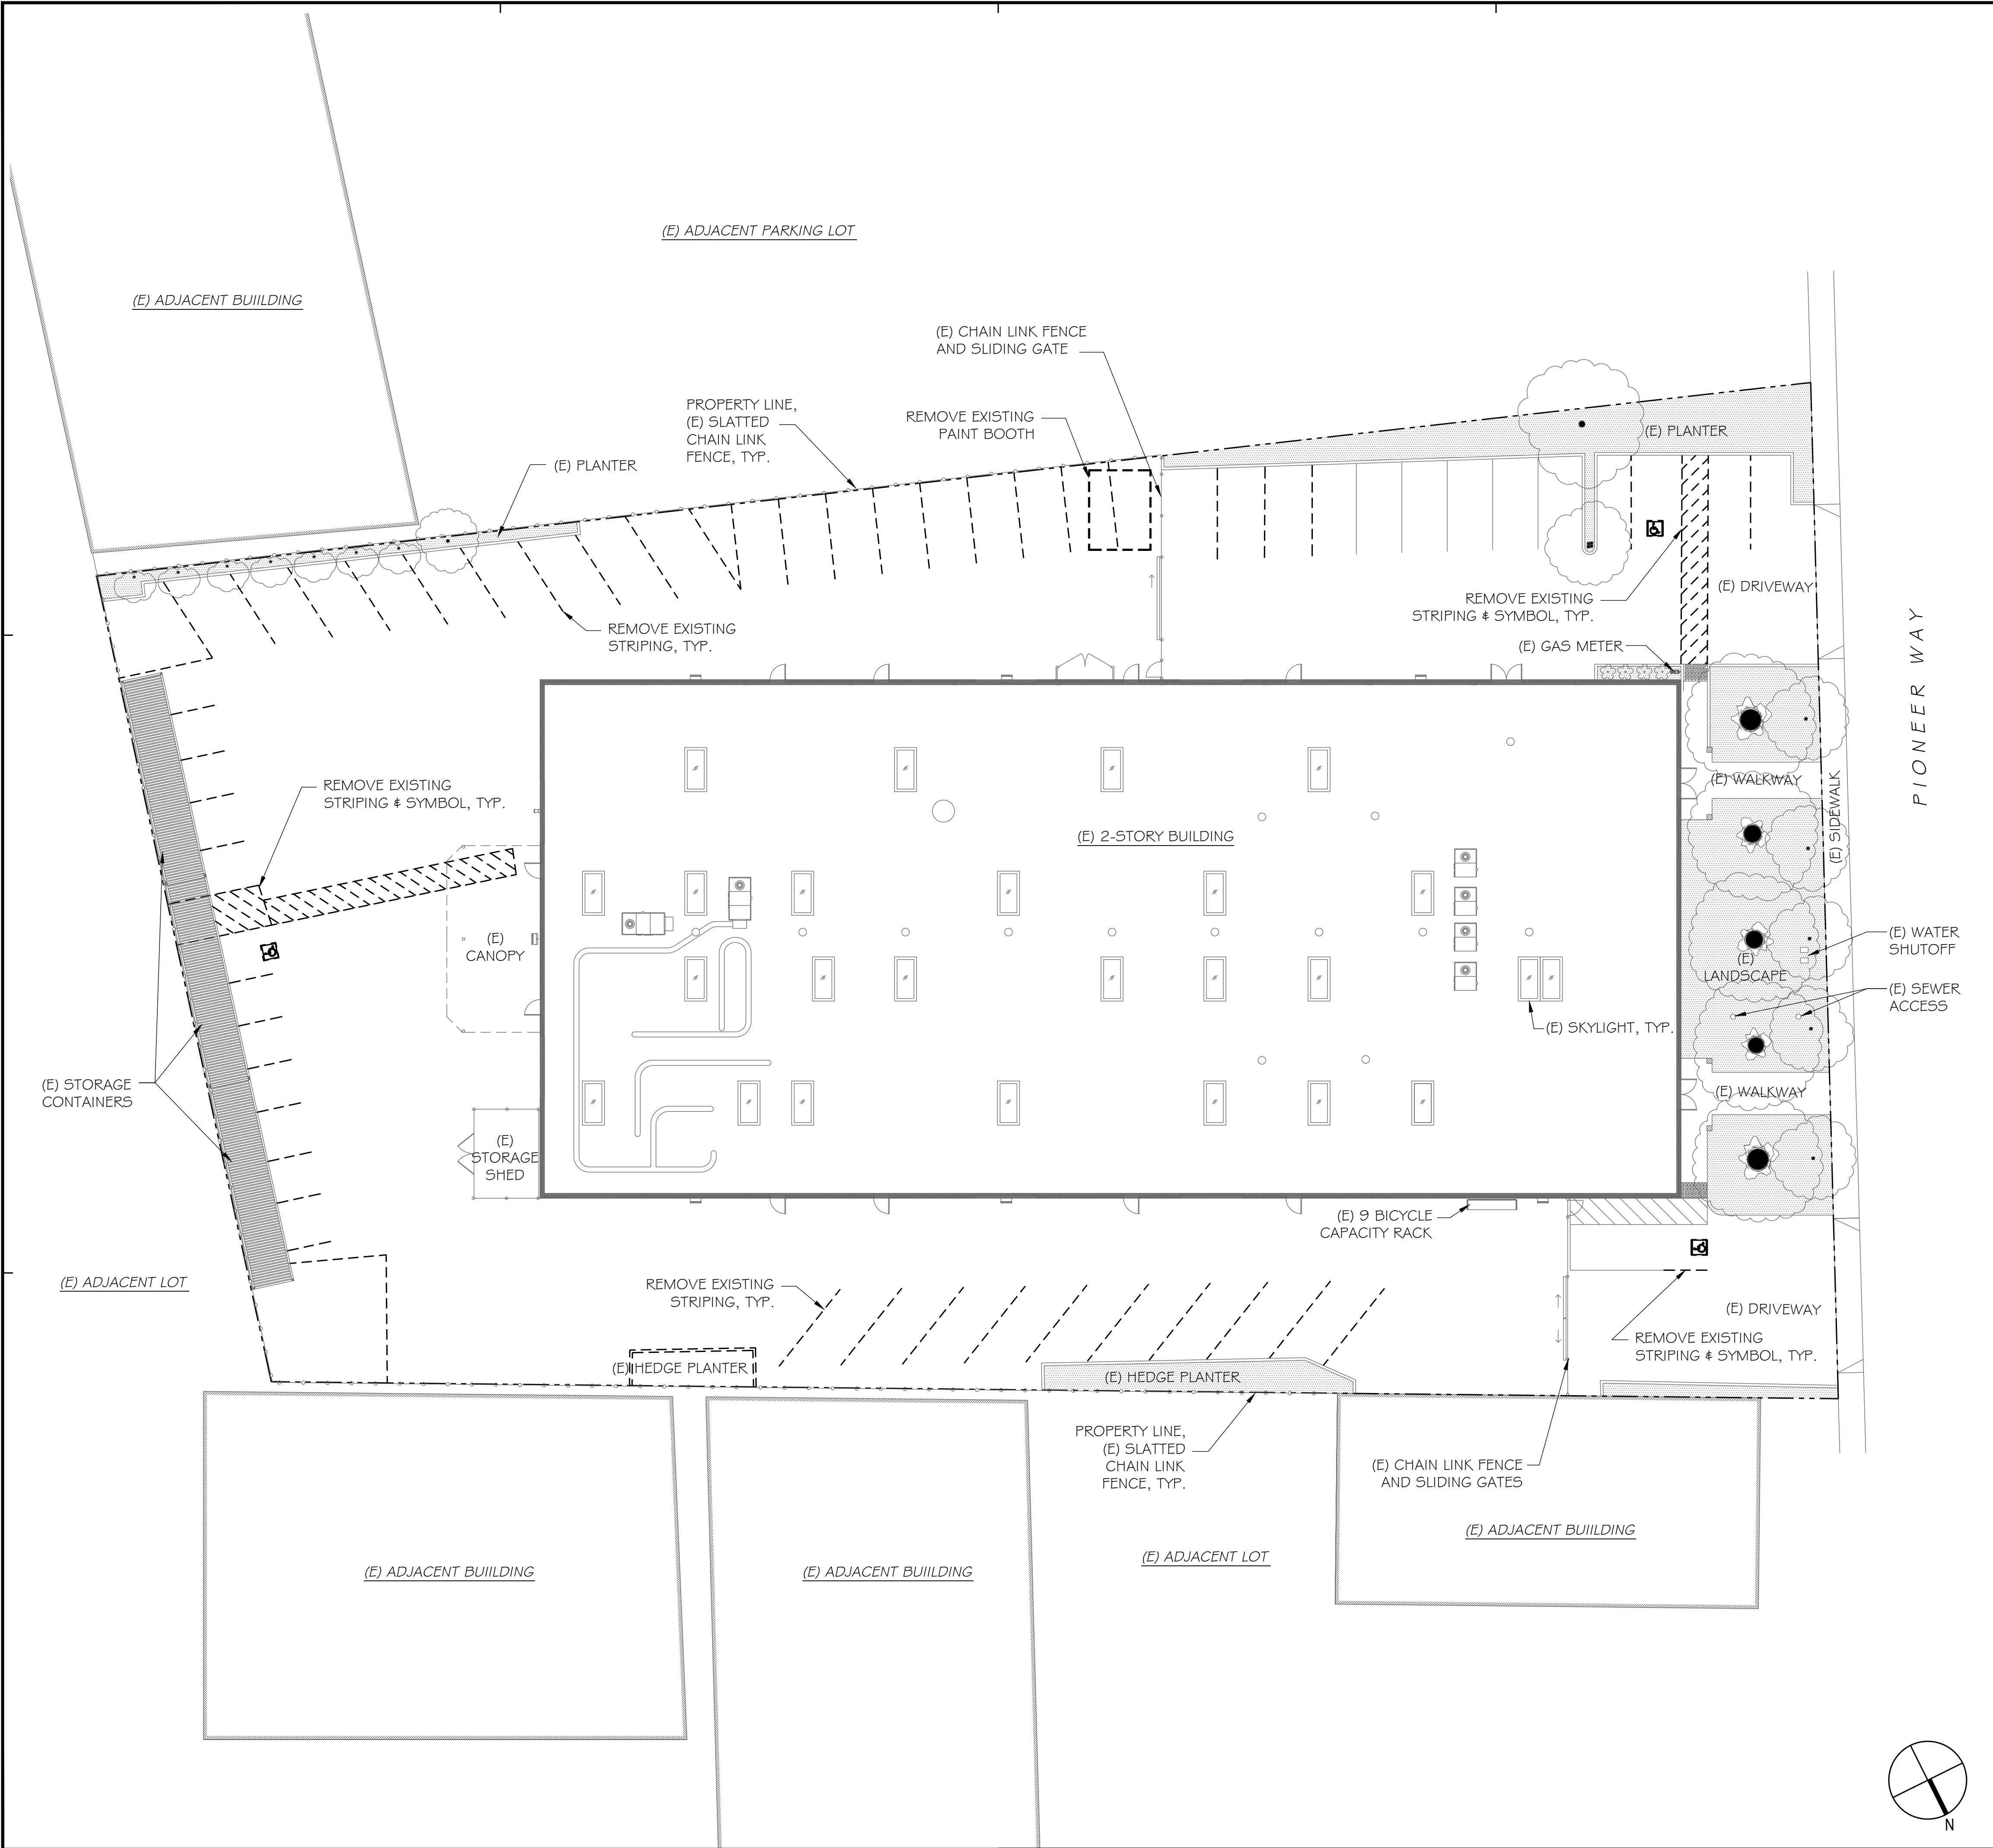 (E) ADJACENT PARKING LOT
(E) ADJACENT BUIILDING
(E) CHAIN LINK FENCE
AND SLIDING GATE
PROPERTY LINE,
(E) SLATTED
CHAIN LINK
FENCE, TYP.
REMOVE EXISTING
PAINT BOOTH
(E) PLANTER
(E) PLANTER
REMOVE EXISTING
STRIPING, TYP.
REMOVE EXISTING
STRIPING & SYMBOL, TYP.
(E) DRIVEWAY
(E) GAS METER
PIONEER WAY
REMOVE EXISTING
STRIPING & SYMBOL, TYP.
(E) WALKWAY
(E) SIDEWALK
(E) 2-STORY BUILDING
(E)
CANOPY
(E)
LANDSCAPE
(E) WATER
SHUTOFF
(E) SEWER
ACCESS
(E) SKYLIGHT, TYP.
(E) STORAGE
CONTAINERS
(E) WALKWAY
(E)
STORAGE
SHED
(E) 9 BICYCLE
CAPACITY RACK
(E) ADJACENT LOT
REMOVE EXISTING
STRIPING, TYP.
(E) DRIVEWAY
REMOVE EXISTING
STRIPING & SYMBOL, TYP.
(E) HEDGE PLANTER
(E) HEDGE PLANTER
PROPERTY LINE,
(E) SLATTED
CHAIN LINK
FENCE, TYP.
(E) CHAIN LINK FENCE
AND SLIDING GATES
(E) ADJACENT BUIILDING
(E) ADJACENT LOT
(E) ADJACENT BUIILDING
(E) ADJACENT BUIILDING
N